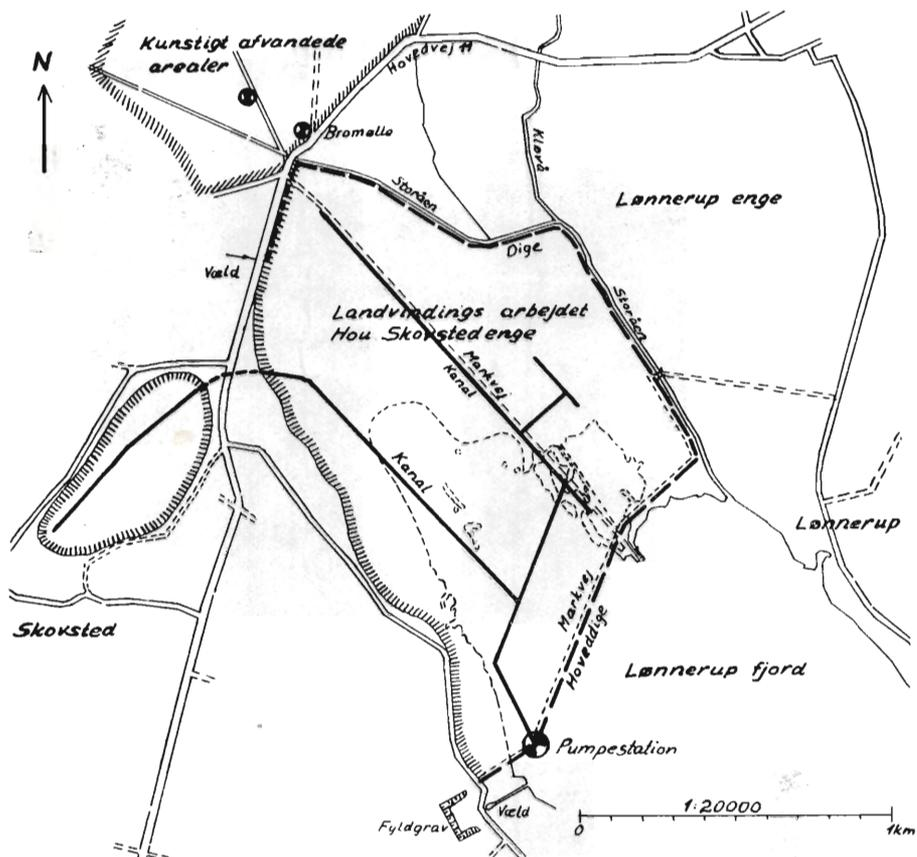 Kunstigt afvandede
arealer
N
Hovedvej 11
Bromølle
Klavå
Storåen
Lønnerup enge
Dige
Væld
Storåen
Landvindings arbejdet
Hou Skovsted enge
Markvej
Kanal
Kanal
Lønnerup
Skovsted
Markvej
Hoveddige
Lønnerup fjord
Pumpestation
Væld
Fyldgrav
1:20000
0
1km